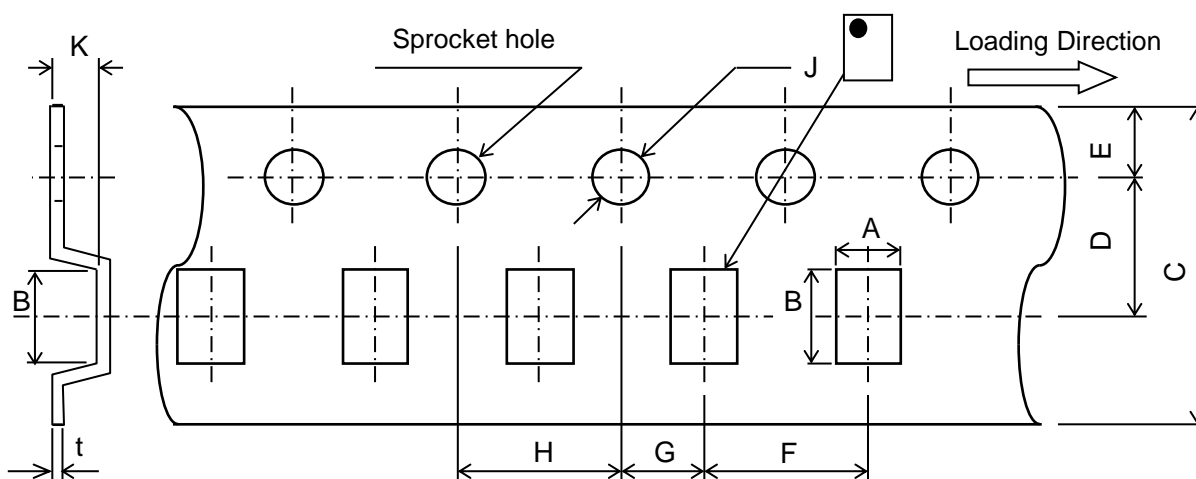 K
Sprocket hole
J
Loading Direction
E
A
D
C
B
B
t
H
G
F